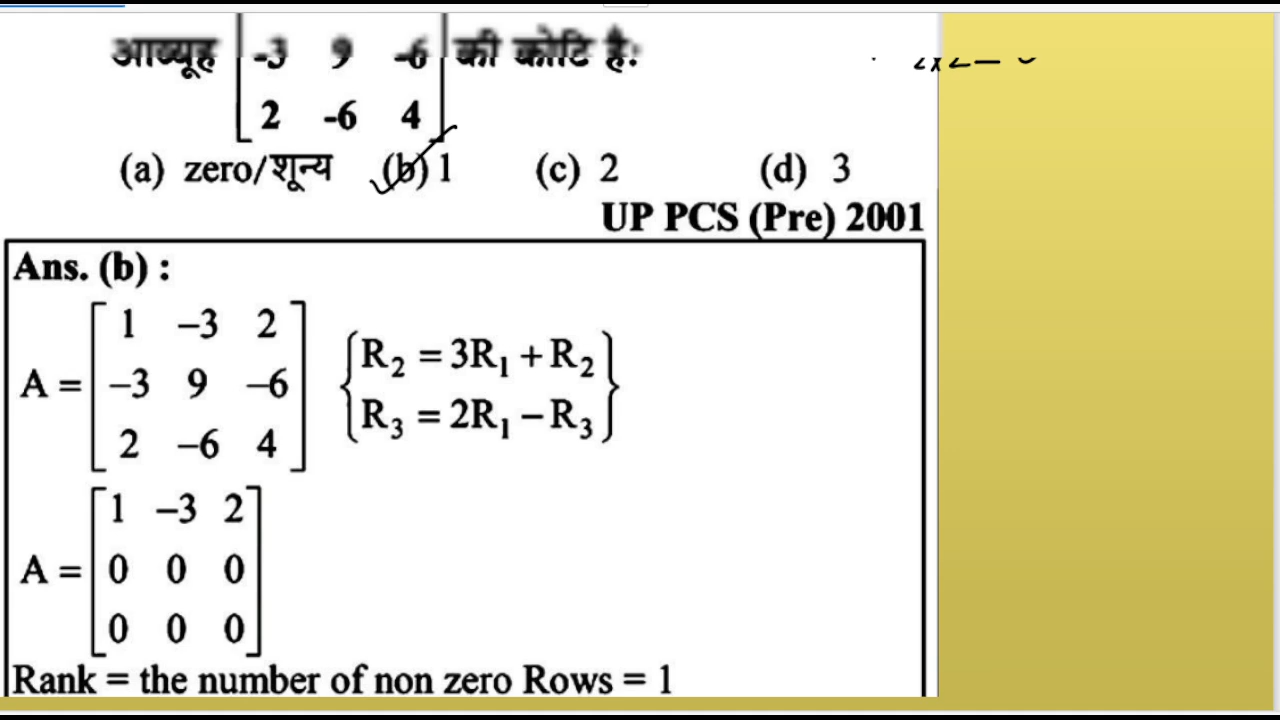 आव्यूह [-3 9 -6] की कोटि है:
2 -6 4
(a) zero/शून्य (b) 1 (c) 2 (d) 3
UP PCS (Pre) 2001
Ans. (b) :
1 −3 2
A = −3 9 −6
2 −6 4
{R₂ = 3R₁ + R₂
R₃ = 2R₁ − R₃}
1 −3 2
A = 0 0 0
0 0 0
Rank = the number of non zero Rows = 1